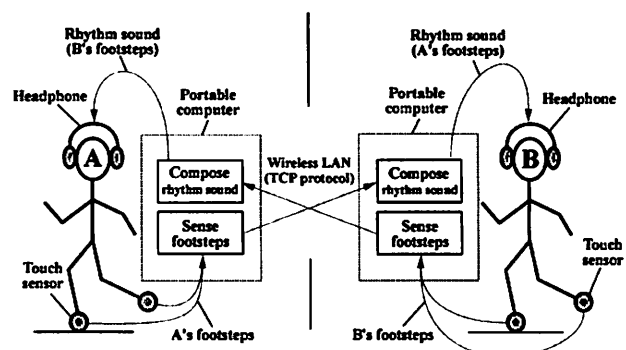 Rhythm sound
(B's footsteps)
Rhythm sound
(A's footsteps)
Headphone
Portable
computer
Portable
computer
Headphone
A
Compose
rhythm sound
Wireless LAN
(TCP protocol)
Compose
rhythm sound
B
Sense
footsteps
Sense
footsteps
Touch
sensor
Touch
sensor
A's footsteps
B's footsteps